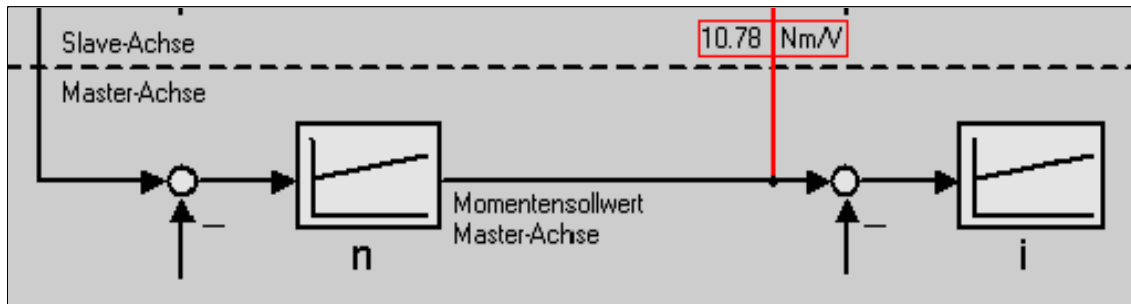 Slave-Achse
10.78 Nm/V
Master-Achse
Momentensollwert
Master-Achse
n
i